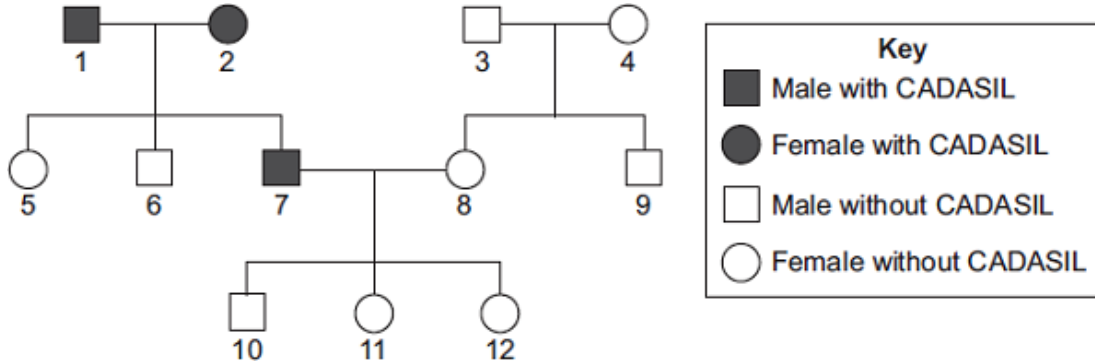 1 2 3 4
Key
Male with CADASIL
Female with CADASIL
5 6 7 8 9
Male without CADASIL
Female without CADASIL
10 11 12